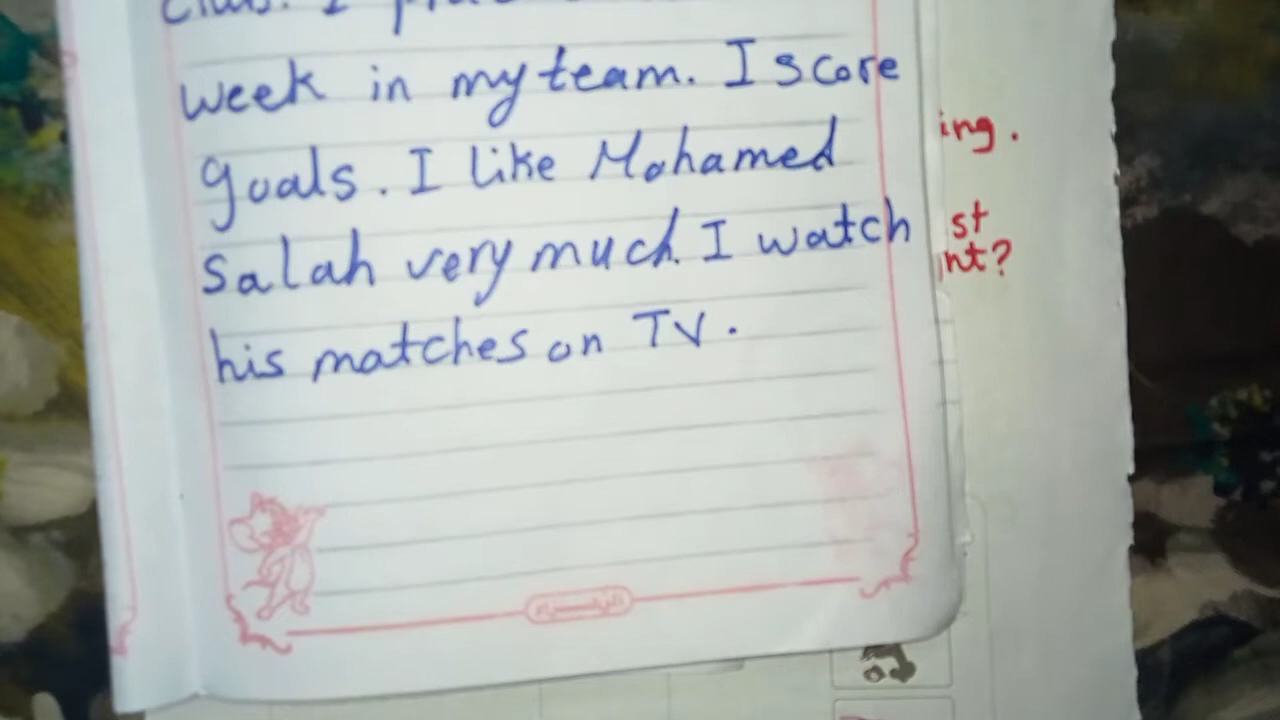 week in my team. I score
goals. I like Mohamed
Salah very much. I watch
his matches on TV.
ing.
st
nt?